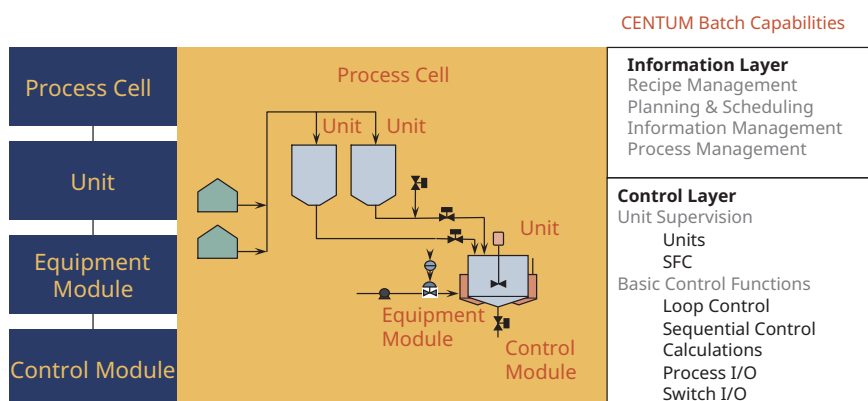 CENTUM Batch Capabilities
Process Cell
Unit
Equipment
Module
Control Module
Process Cell
Unit
Unit
Unit
Equipment
Module
Control
Module
Information Layer
Recipe Management
Planning & Scheduling
Information Management
Process Management
Control Layer
Unit Supervision
Units
SFC
Basic Control Functions
Loop Control
Sequential Control
Calculations
Process I/O
Switch I/O